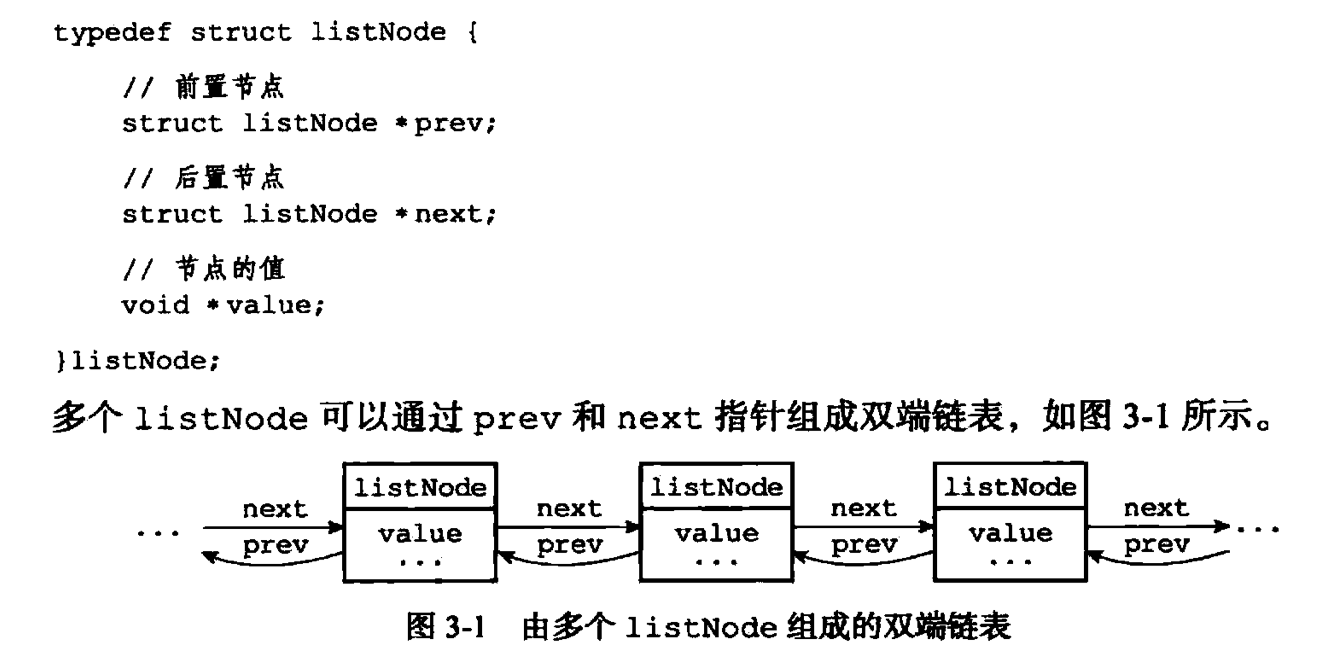 typedef struct listNode {
// 前置节点
struct listNode *prev;
// 后置节点
struct listNode *next;
// 节点的值
void *value;
}listNode;
多个 listNode 可以通过 prev 和 next 指针组成双端链表，如图 3-1 所示。
listNode listNode listNode
next next next next
... value value value ...
prev prev prev prev
... ... ...
图 3-1 由多个 listNode 组成的双端链表